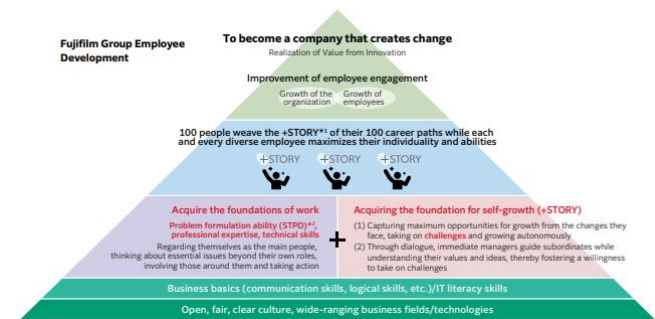 Fujifilm Group Employee
Development
To become a company that creates change
Realization of Value from Innovation
Improvement of employee engagement
Growth of the
organization
Growth of
employees
100 people weave the +STORY*¹ of their 100 career paths while each
and every diverse employee maximizes their individuality and abilities
+STORY
+STORY
+STORY
Acquire the foundations of work
Problem formulation ability (STPD)*²,
professional expertise, technical skills
Regarding themselves as the main people,
thinking about essential issues beyond their own roles,
involving those around them and taking action
+
Acquiring the foundation for self-growth (+STORY)
(1) Capturing maximum opportunities for growth from the changes they
face, taking on challenges and growing autonomously
(2) Through dialogue, immediate managers guide subordinates while
understanding their values and ideas, thereby fostering a willingness
to take on challenges
Business basics (communication skills, logical skills, etc.)/IT literacy skills
Open, fair, clear culture, wide-ranging business fields/technologies